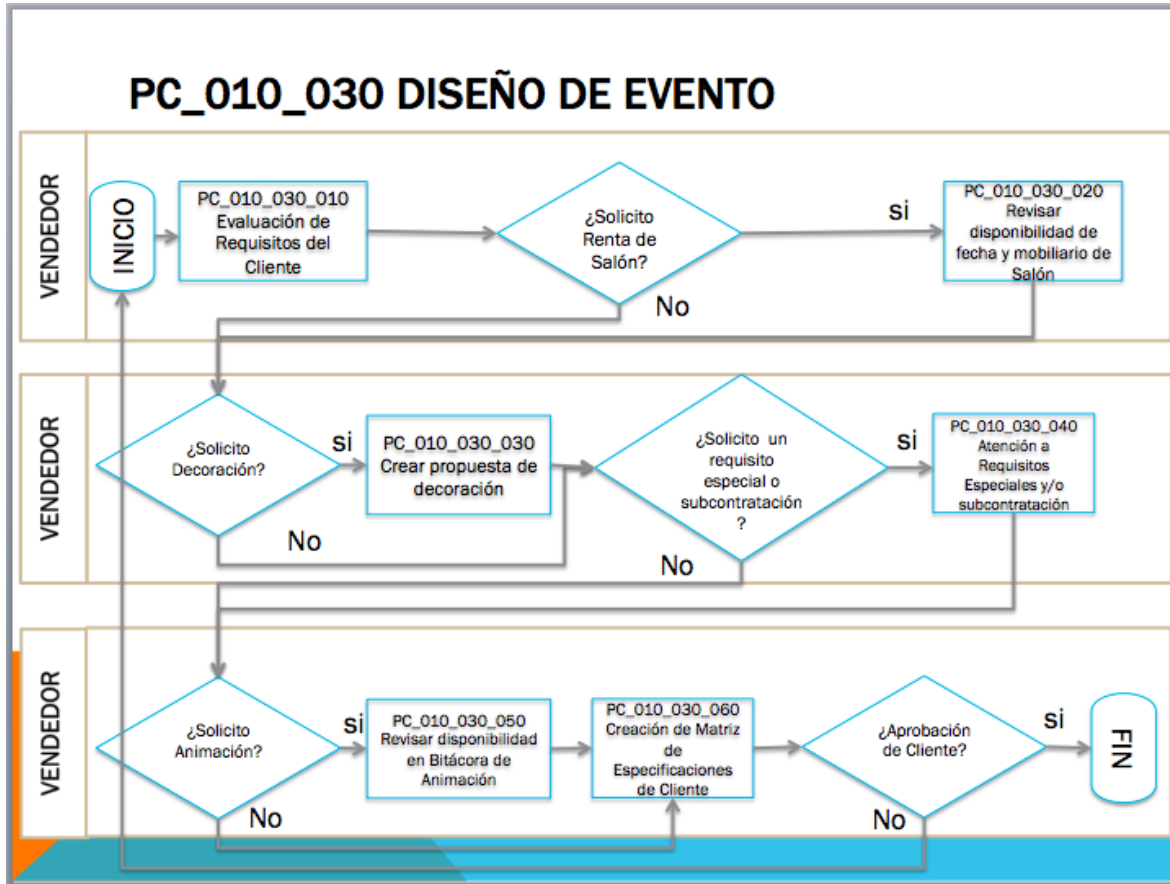 PC_010_030 DISEÑO DE EVENTO
VENDEDOR
INICIO
PC_010_030_010
Evaluación de
Requisitos del
Cliente
¿Solicito
Renta de
Salón?
si
PC_010_030_020
Revisar
disponibilidad de
fecha y mobiliario de
Salón
No
VENDEDOR
¿Solicito
Decoración?
si
PC_010_030_030
Crear propuesta de
decoración
¿Solicito un
requisito
especial o
subcontratación
?
si
PC_010_030_040
Atención a
Requisitos
Especiales y/o
subcontratación
No
No
VENDEDOR
¿Solicito
Animación?
si
PC_010_030_050
Revisar disponibilidad
en Bitácora de
Animación
PC_010_030_060
Creación de Matriz
de
Especificaciones
de Cliente
¿Aprobación
de Cliente?
si
FIN
No
No